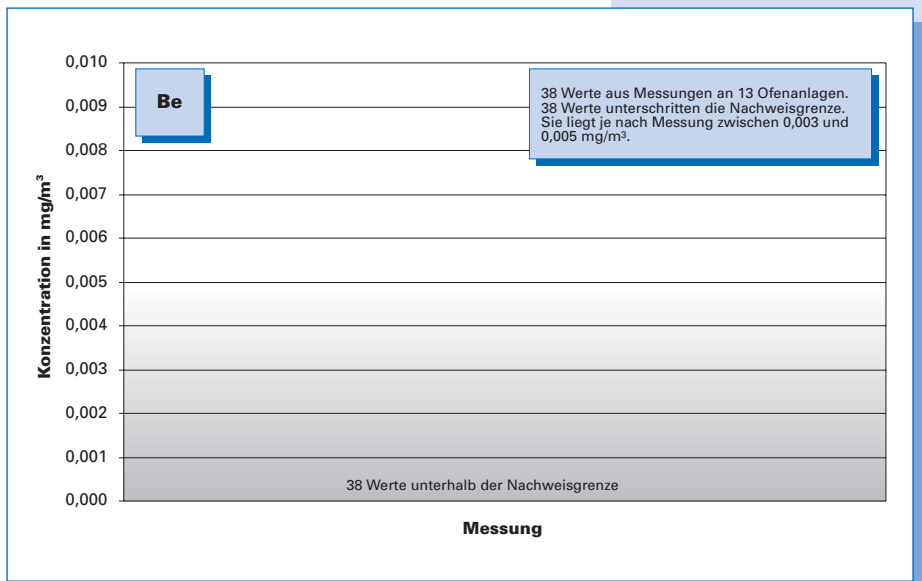 Konzentration in mg/m³
0,010
0,009
0,008
0,007
0,006
0,005
0,004
0,003
0,002
0,001
0,000
Be
38 Werte aus Messungen an 13 Ofenanlagen.
38 Werte unterschritten die Nachweisgrenze.
Sie liegt je nach Messung zwischen 0,003 und
0,005 mg/m³.
38 Werte unterhalb der Nachweisgrenze
Messung